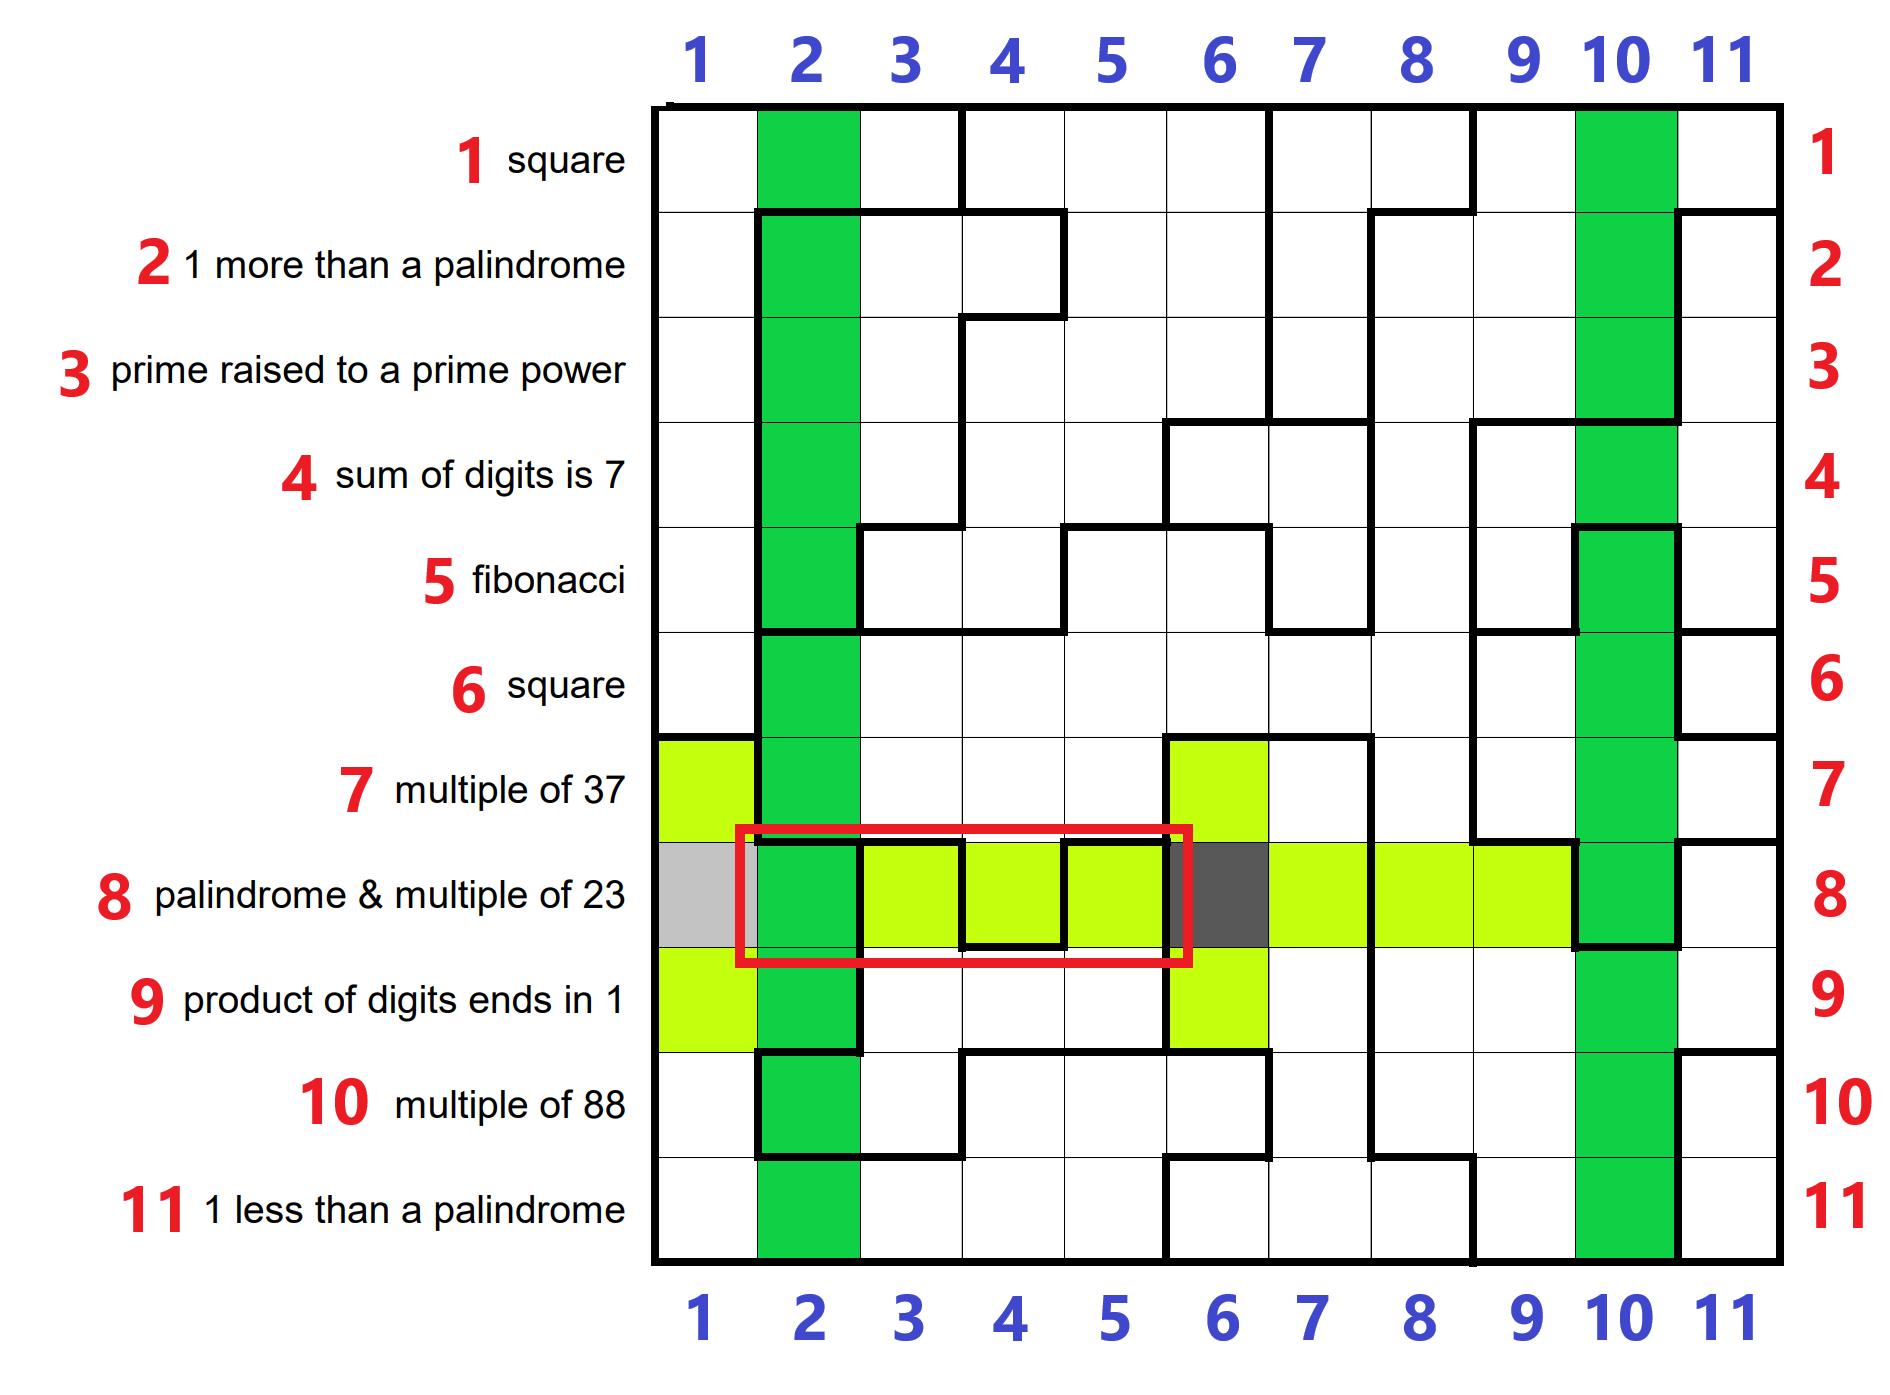 1 2 3 4 5 6 7 8 9 10 11
1 square 1
2 1 more than a palindrome 2
3 prime raised to a prime power 3
4 sum of digits is 7 4
5 fibonacci 5
6 square 6
7 multiple of 37 7
8 palindrome & multiple of 23 8
9 product of digits ends in 1 9
10 multiple of 88 10
11 1 less than a palindrome 11
1 2 3 4 5 6 7 8 9 10 11